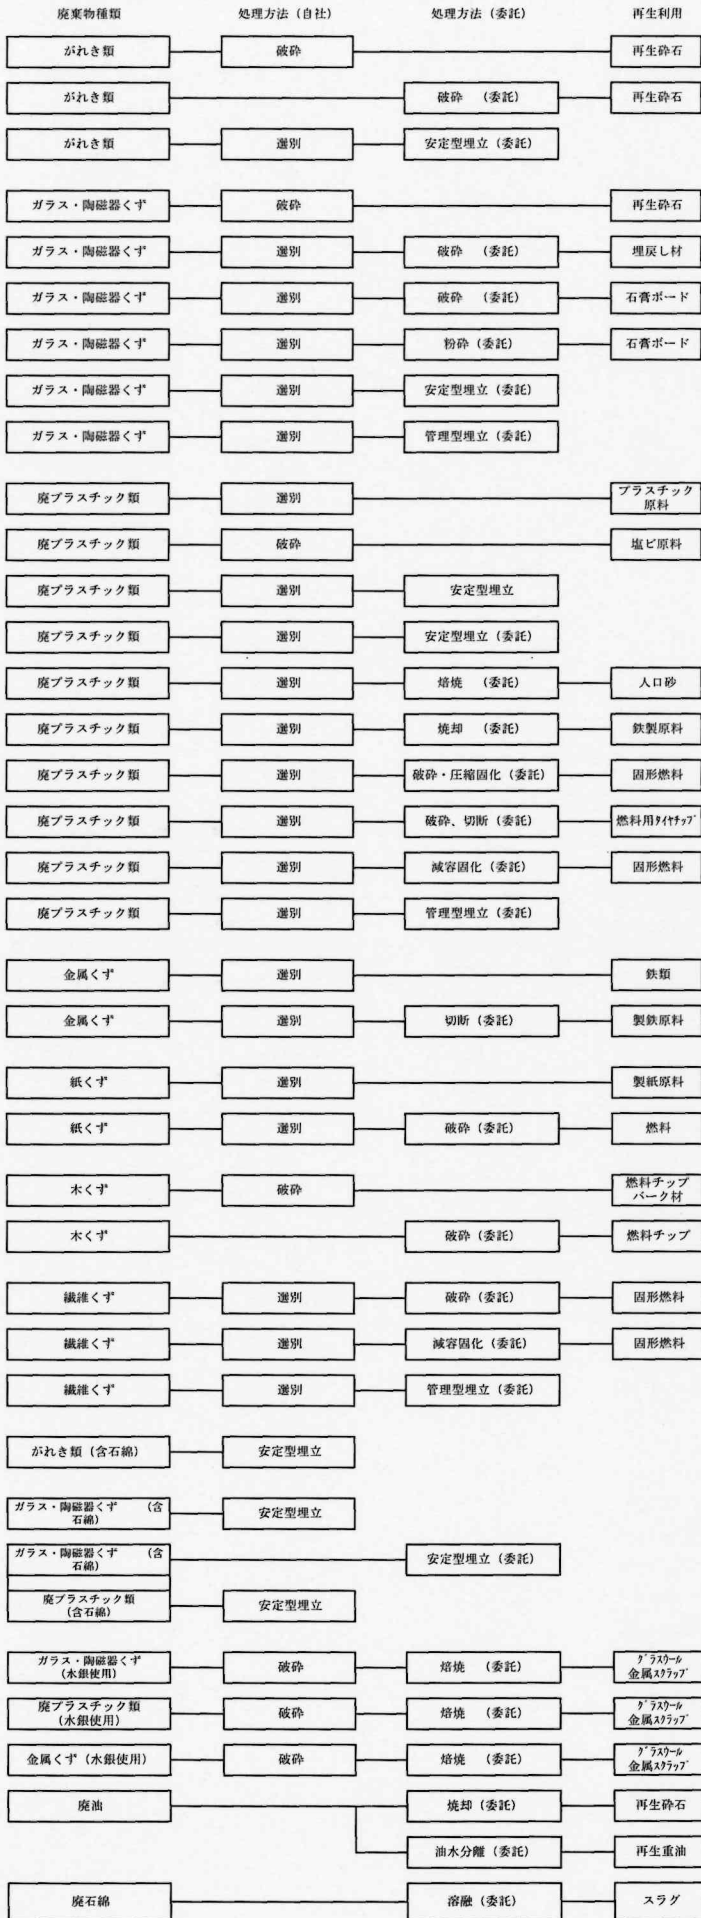 廃棄物種類 処理方法（自社） 処理方法（委託） 再生利用
がれき類 破砕 再生砕石
がれき類 破砕　（委託） 再生砕石
がれき類 選別 安定型埋立（委託）
ガラス・陶磁器くず 破砕 再生砕石
ガラス・陶磁器くず 選別 破砕　（委託） 埋戻し材
ガラス・陶磁器くず 選別 破砕　（委託） 石膏ボード
ガラス・陶磁器くず 選別 粉砕（委託） 石膏ボード
ガラス・陶磁器くず 選別 安定型埋立（委託）
ガラス・陶磁器くず 選別 管理型埋立（委託）
廃プラスチック類 選別 プラスチック
原料
廃プラスチック類 破砕 塩ビ原料
廃プラスチック類 選別 安定型埋立
廃プラスチック類 選別 安定型埋立（委託）
廃プラスチック類 選別 焙焼　（委託） 人口砂
廃プラスチック類 選別 焼却　（委託） 鉄製原料
廃プラスチック類 選別 破砕・圧縮固化（委託） 固形燃料
廃プラスチック類 選別 破砕、切断（委託） 燃料用ﾀｲﾔﾁｯﾌﾟ
廃プラスチック類 選別 減容固化（委託） 固形燃料
廃プラスチック類 選別 管理型埋立（委託）
金属くず 選別 鉄類
金属くず 選別 切断（委託） 製鉄原料
紙くず 選別 製紙原料
紙くず 選別 破砕（委託） 燃料
木くず 破砕 燃料チップ
バーク材
木くず 破砕（委託） 燃料チップ
繊維くず 選別 破砕（委託） 固形燃料
繊維くず 選別 減容固化（委託） 固形燃料
繊維くず 選別 管理型埋立（委託）
がれき類（含石綿） 安定型埋立
ガラス・陶磁器くず　（含
石綿） 安定型埋立
ガラス・陶磁器くず　（含
石綿） 安定型埋立（委託）
廃プラスチック類
（含石綿） 安定型埋立
ガラス・陶磁器くず
（水銀使用） 破砕 焙焼　（委託） ｸﾞﾗｽｳｰﾙ
金属ｽｸﾗｯﾌﾟ
廃プラスチック類
（水銀使用） 破砕 焙焼　（委託） ｸﾞﾗｽｳｰﾙ
金属ｽｸﾗｯﾌﾟ
金属くず（水銀使用） 破砕 焙焼　（委託） ｸﾞﾗｽｳｰﾙ
金属ｽｸﾗｯﾌﾟ
廃油 焼却（委託） 再生砕石
油水分離（委託） 再生重油
廃石綿 溶融（委託） スラグ